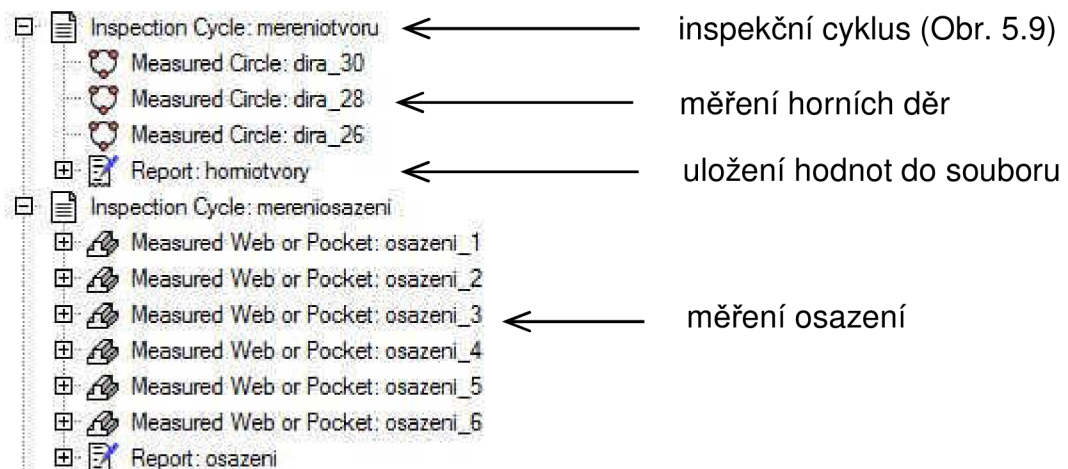 Inspection Cycle: mereniotvoru inspekční cyklus (Obr. 5.9)
Measured Circle: dira_30
Measured Circle: dira_28 měření horních děr
Measured Circle: dira_26
Report: horniotvory uložení hodnot do souboru
Inspection Cycle: mereniosazeni
Measured Web or Pocket: osazeni_1
Measured Web or Pocket: osazeni_2
Measured Web or Pocket: osazeni_3 měření osazení
Measured Web or Pocket: osazeni_4
Measured Web or Pocket: osazeni_5
Measured Web or Pocket: osazeni_6
Report: osazeni